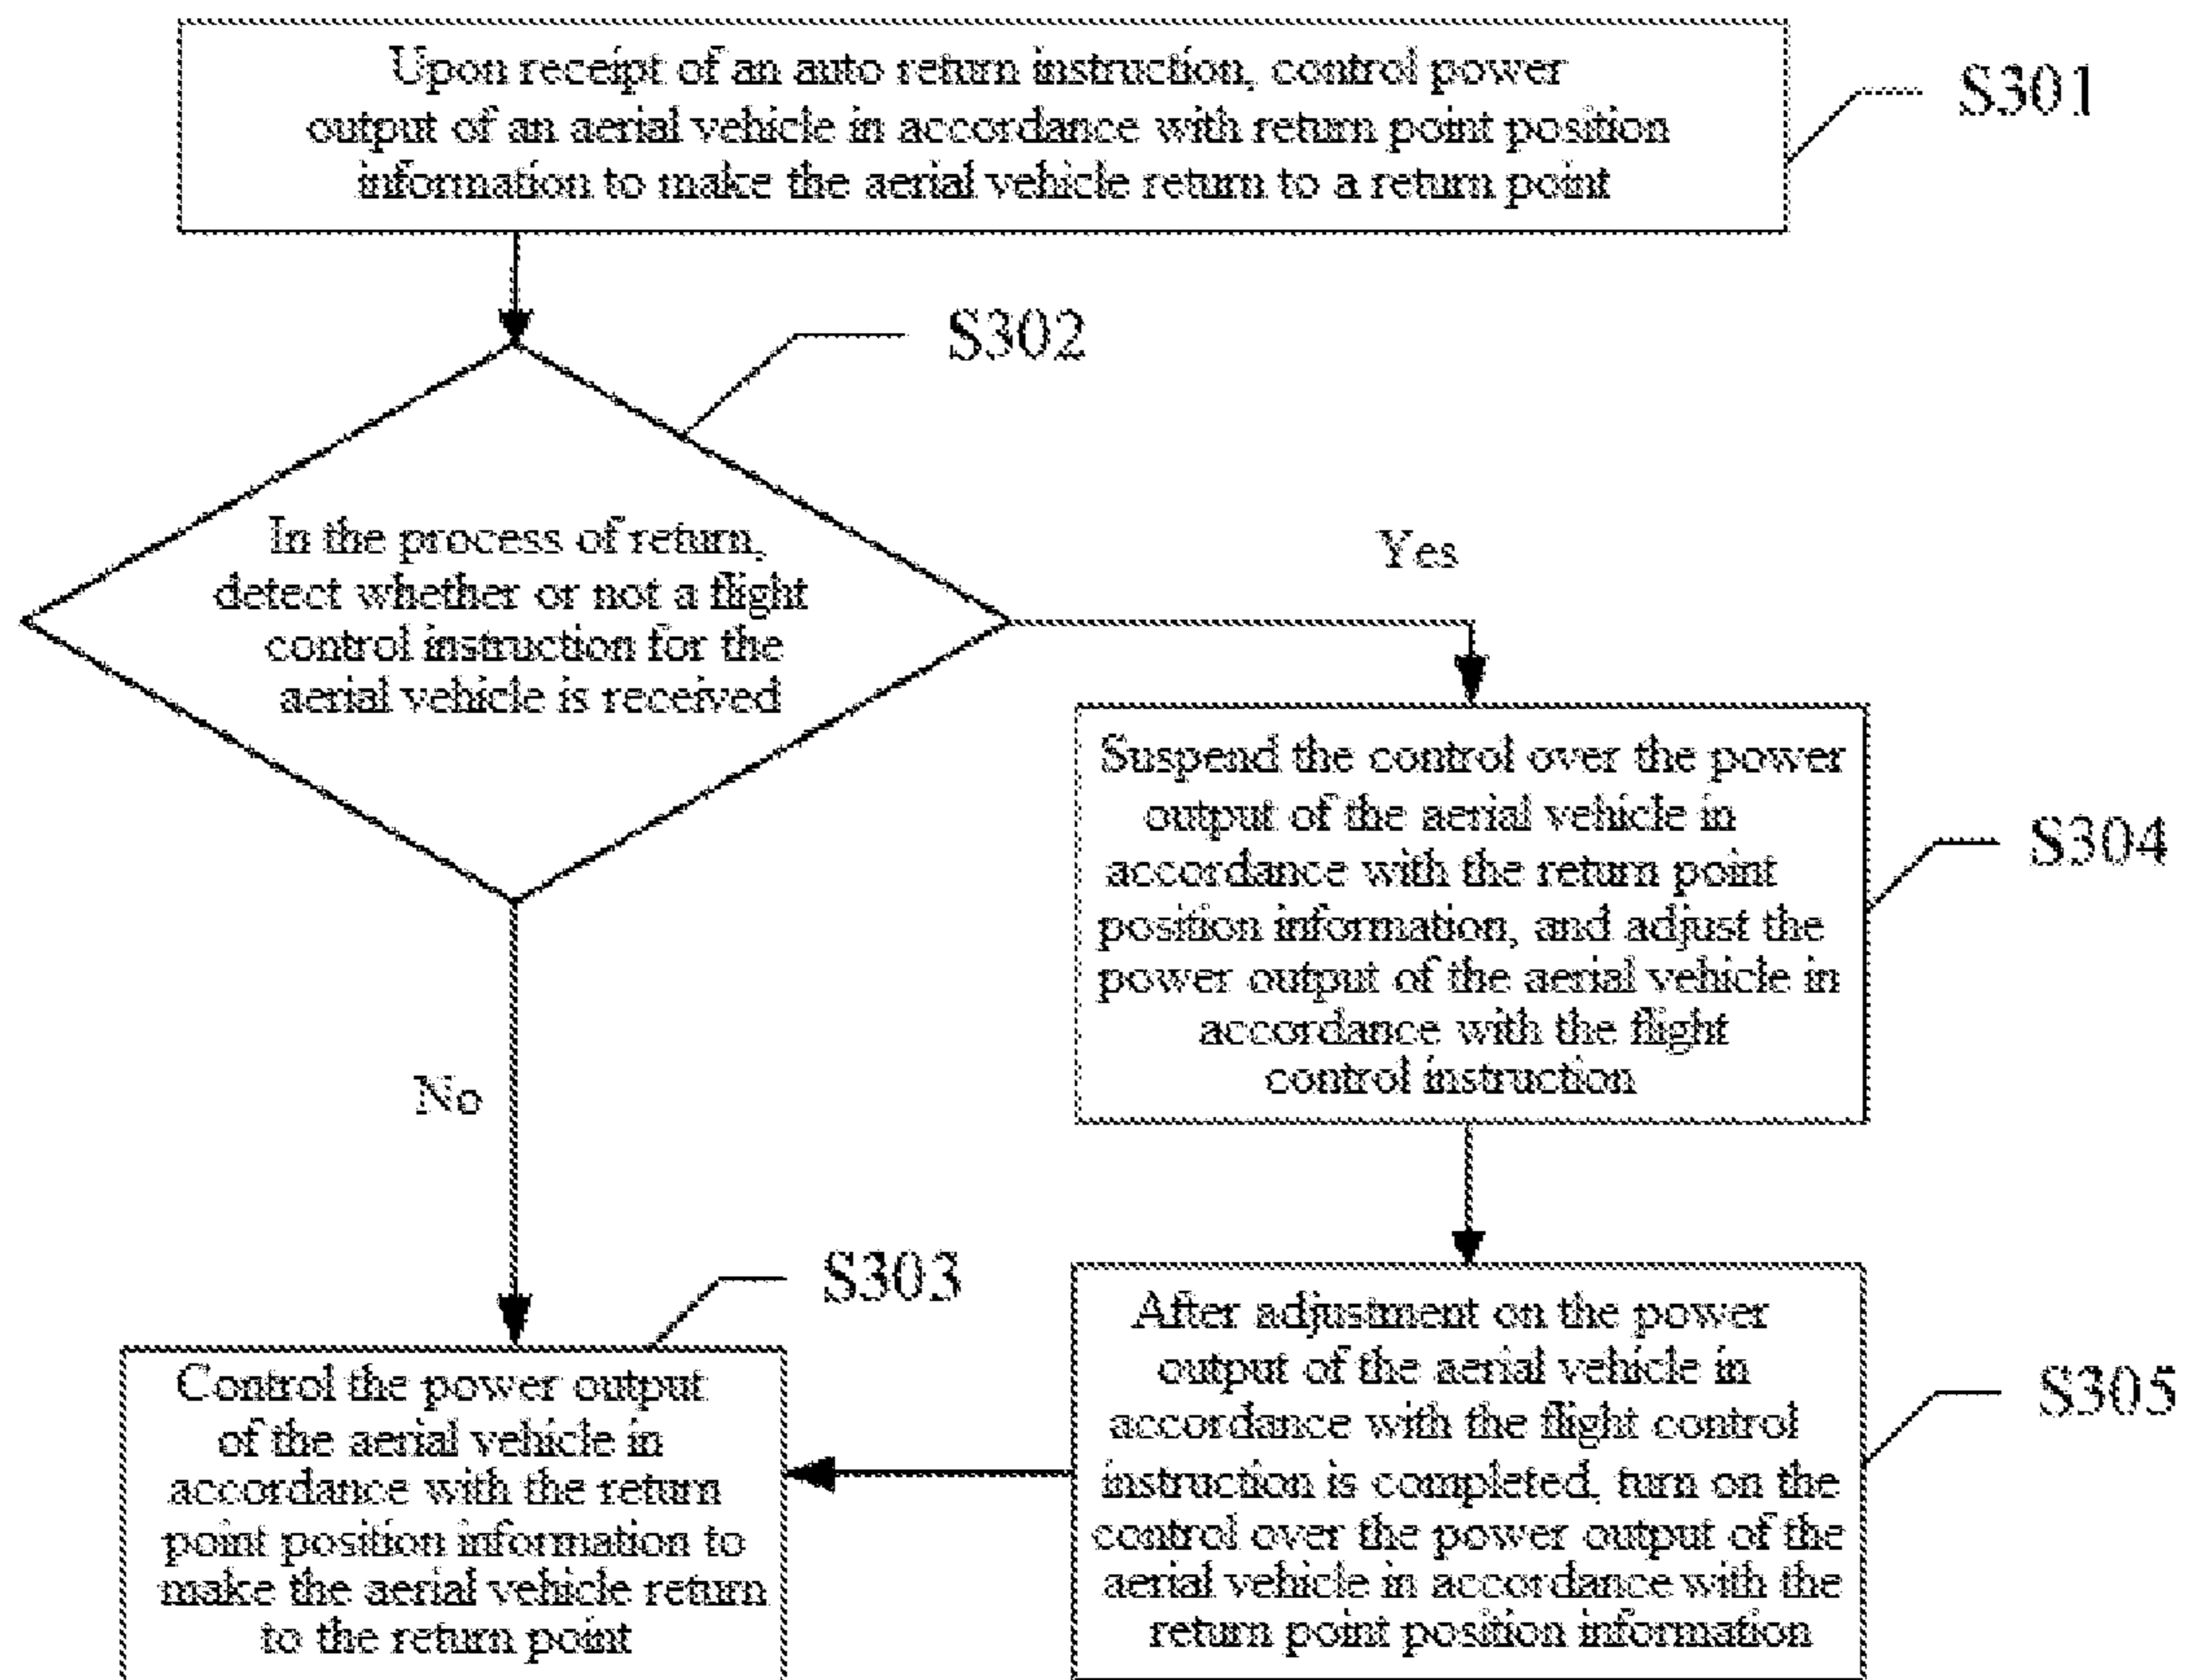 Upon receipt of an auto return instruction, control power
output of an aerial vehicle in accordance with return point position
information to make the aerial vehicle return to a return point
S301
S302
In the process of return,
detect whether or not a flight
control instruction for the
aerial vehicle is received
Yes
No
Suspend the control over the power
output of the aerial vehicle in
accordance with the return point
position information, and adjust the
power output of the aerial vehicle in
accordance with the flight
control instruction
S304
S303
Control the power output
of the aerial vehicle in
accordance with the return
point position information to
make the aerial vehicle return
to the return point
After adjustment on the power
output of the aerial vehicle in
accordance with the flight control
instruction is completed, turn on the
control over the power output of the
aerial vehicle in accordance with the
return point position information
S305